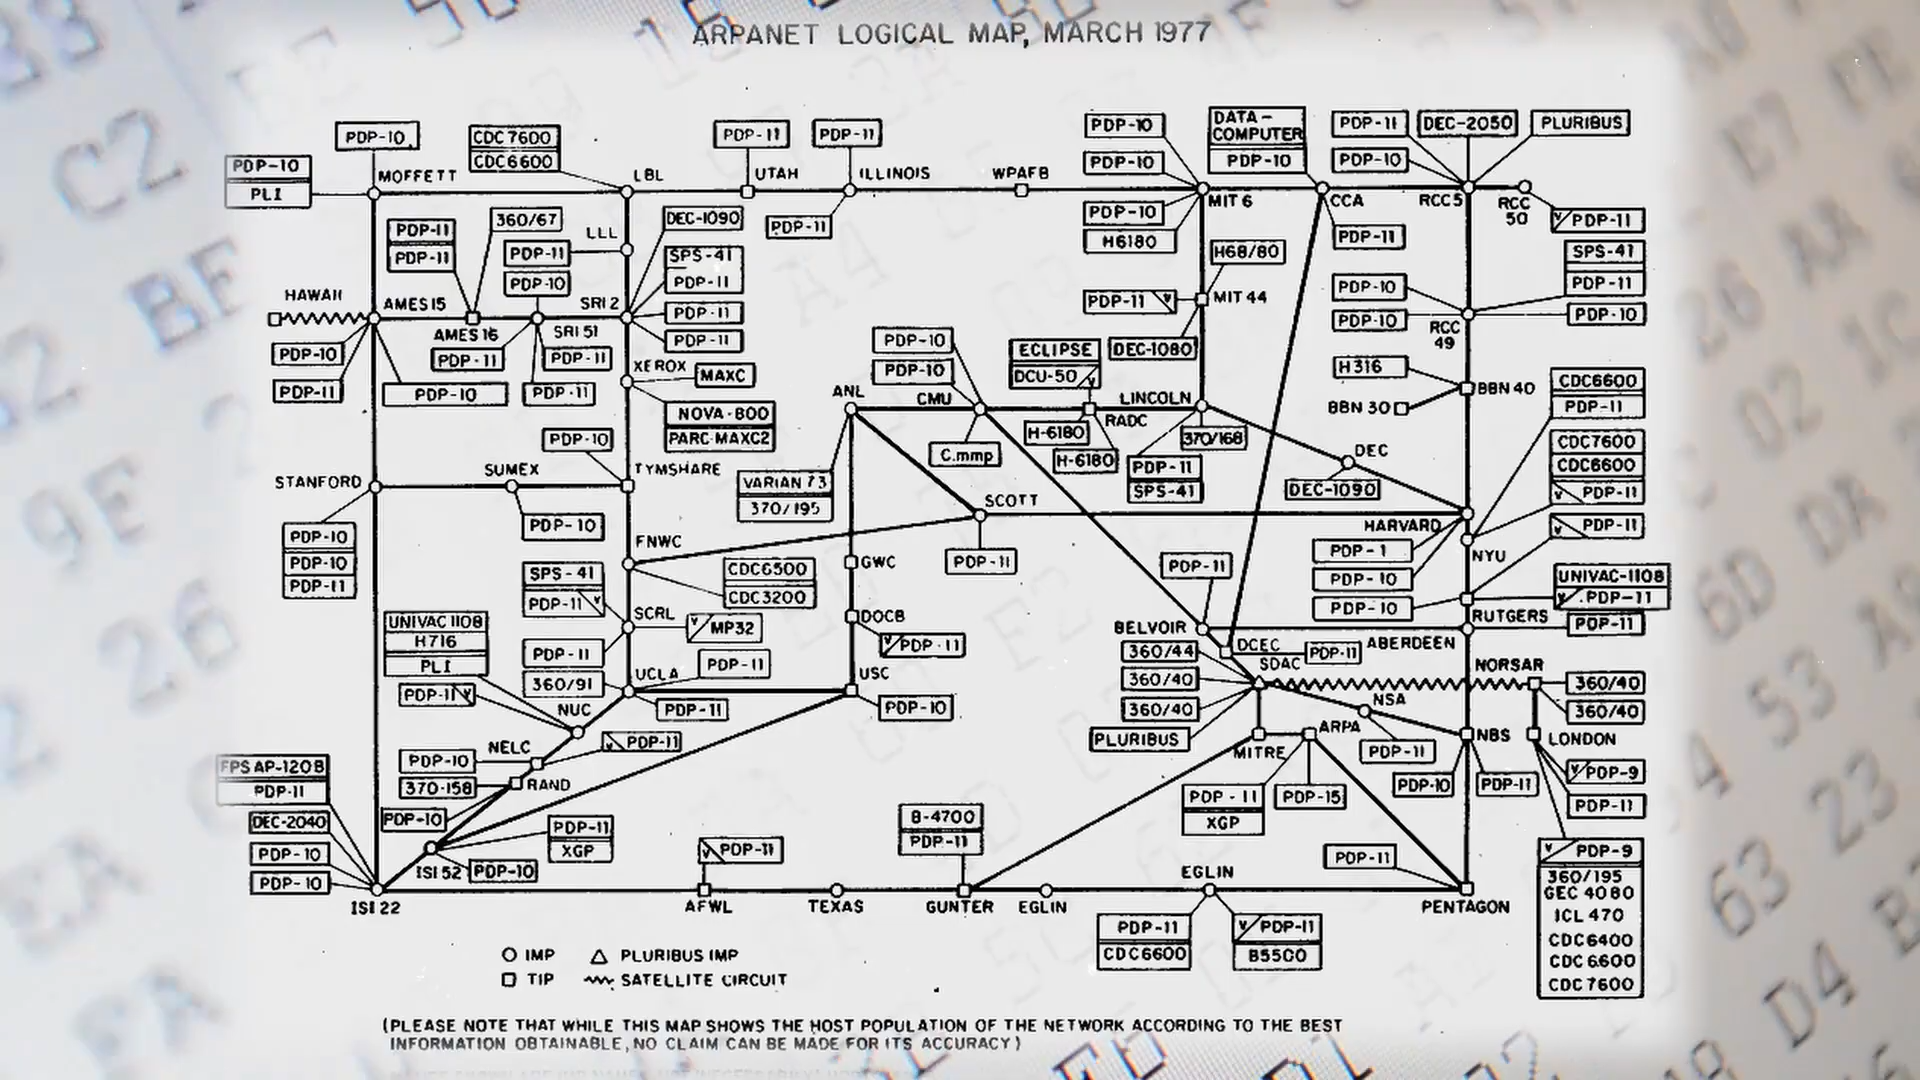 ARPANET LOGICAL MAP, MARCH 1977
PDP-10
CDC 7600
CDC 6600
PDP-11
PDP-11
PDP-10
PDP-10
DATA-
COMPUTER
PDP-10
PDP-11
PDP-10
DEC-2050
PLURIBUS
PDP-10
PLI
MOFFETT
LBL
UTAH
ILLINOIS
WPAFB
MIT 6
CCA
RCC 5
RCC
50
PDP-11
PDP-11
PDP-10
H6180
PDP-11
PDP-11
PDP-11
360/67
LLL
PDP-11
DEC-1090
SPS-41
PDP-11
PDP-11
PDP-11
H68/80
SPS-41
PDP-11
PDP-10
HAWAII
AMES 15
AMES 16
PDP-10
SRI 51
SRI 2
PDP-11
MIT 44
PDP-10
PDP-10
RCC
49
PDP-10
PDP-11
PDP-10
PDP-11
PDP-11
PDP-11
XEROX
MAXC
NOVA-800
PARC-MAXC2
PDP-10
PDP-10
ECLIPSE
DCU-50
DEC-1080
H316
BBN 40
BBN 30
CDC6600
PDP-11
ANL
CMU
RADC
LINCOLN
C.mmp
H-6180
H-6180
370/168
PDP-11
SPS-41
DEC
DEC-1090
CDC7600
CDC6600
PDP-11
PDP-11
STANFORD
SUMEX
PDP-10
TYMSHARE
PDP-10
PDP-10
PDP-10
PDP-11
VARIAN 73
370/195
SCOTT
PDP-11
HARVARD
NYU
PDP-1
PDP-10
PDP-10
FNWC
CDC6500
CDC3200
GWC
PDP-11
UNIVAC-1108
PDP-11
RUTGERS
PDP-11
SPS-41
PDP-11
SCRL
MP32
PDP-11
DOCB
PDP-11
BELVOIR
360/44
360/40
360/40
PLURIBUS
DCEC
SDAC
PDP-11
ABERDEEN
NORSAR
360/40
360/40
UNIVAC 1108
H716
PLI
PDP-11
360/91
UCLA
PDP-11
PDP-11
USC
PDP-10
NUC
NSA
PDP-11
NBS
LONDON
NELC
PDP-10
PDP-11
370-158
RAND
PDP-10
MITRE
ARPA
PDP-11
XGP
PDP-15
PDP-10
PDP-11
PDP-9
PDP-11
FPS AP-120B
PDP-11
DEC-2040
PDP-10
PDP-10
PDP-11
XGP
ISI 52
PDP-10
PDP-11
B-4700
PDP-11
PDP-11
PDP-9
360/195
GEC 4080
ICL 470
CDC6400
CDC6600
CDC7600
ISI 22
AFWL
TEXAS
GUNTER
EGLIN
EGLIN
PENTAGON
PDP-11
CDC6600
PDP-11
B5500
IMP
PLURIBUS IMP
TIP
SATELLITE CIRCUIT
(PLEASE NOTE THAT WHILE THIS MAP SHOWS THE HOST POPULATION OF THE NETWORK ACCORDING TO THE BEST
INFORMATION OBTAINABLE, NO CLAIM CAN BE MADE FOR ITS ACCURACY)